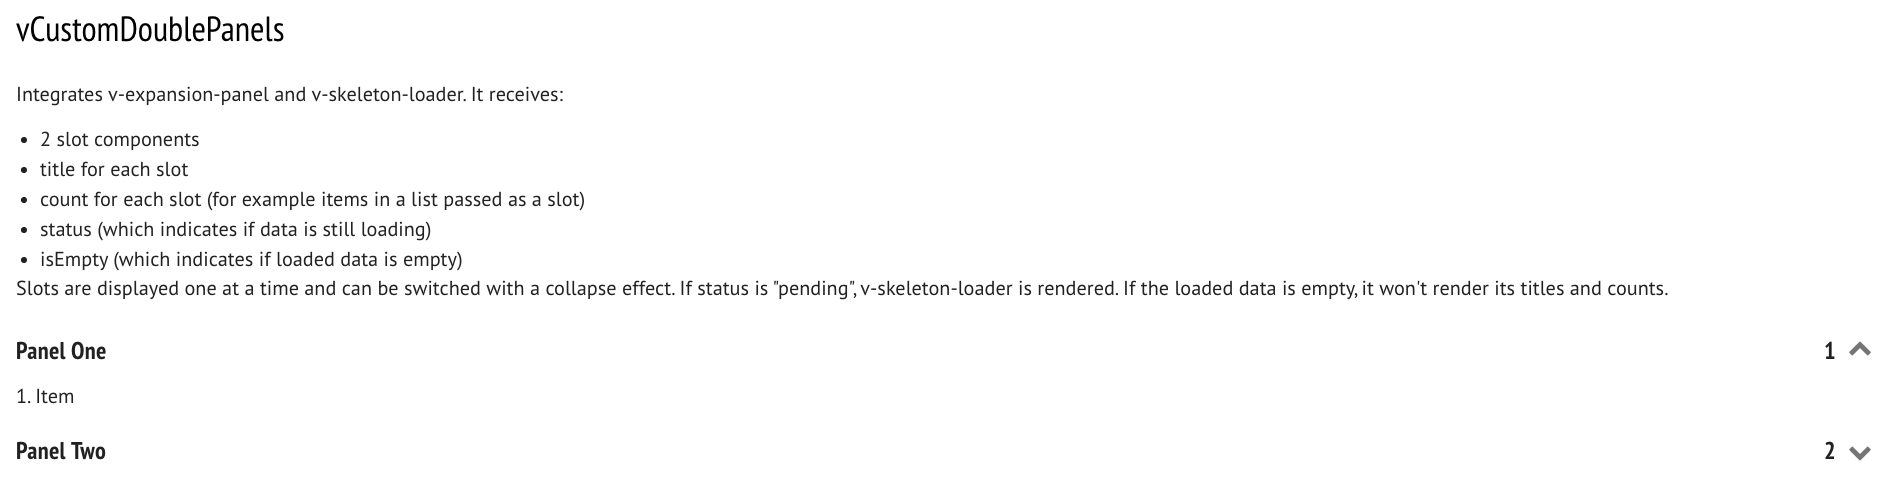 vCustomDoublePanels
Integrates v-expansion-panel and v-skeleton-loader. It receives:
• 2 slot components
• title for each slot
• count for each slot (for example items in a list passed as a slot)
• status (which indicates if data is still loading)
• isEmpty (which indicates if loaded data is empty)
Slots are displayed one at a time and can be switched with a collapse effect. If status is "pending", v-skeleton-loader is rendered. If the loaded data is empty, it won't render its titles and counts.
Panel One 1
1. Item
Panel Two 2